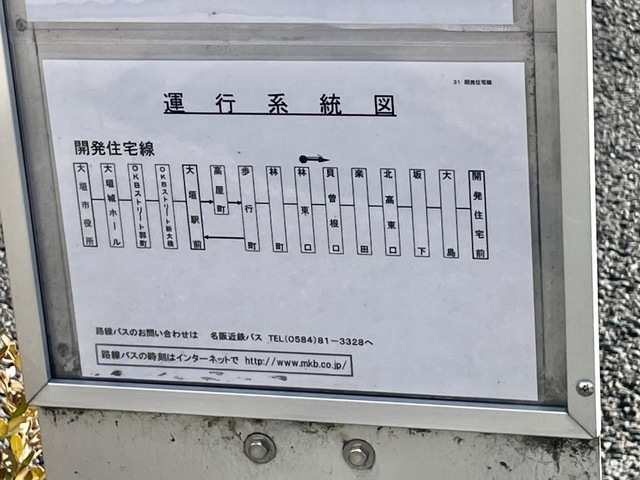 31 開発住宅線
運行系統図
開発住宅線
大垣市役所
大垣城ホール
OKBストリート郭町
OKBストリート新大橋
大垣駅前
高屋町
歩行町
林町
林東口
貝曽根口
楽田
北高東口
坂下
大島
開発住宅前
路線バスのお問い合わせは 名阪近鉄バス TEL(0584)81-3328へ
路線バスの時刻はインターネットで http://www.mkb.co.jp/